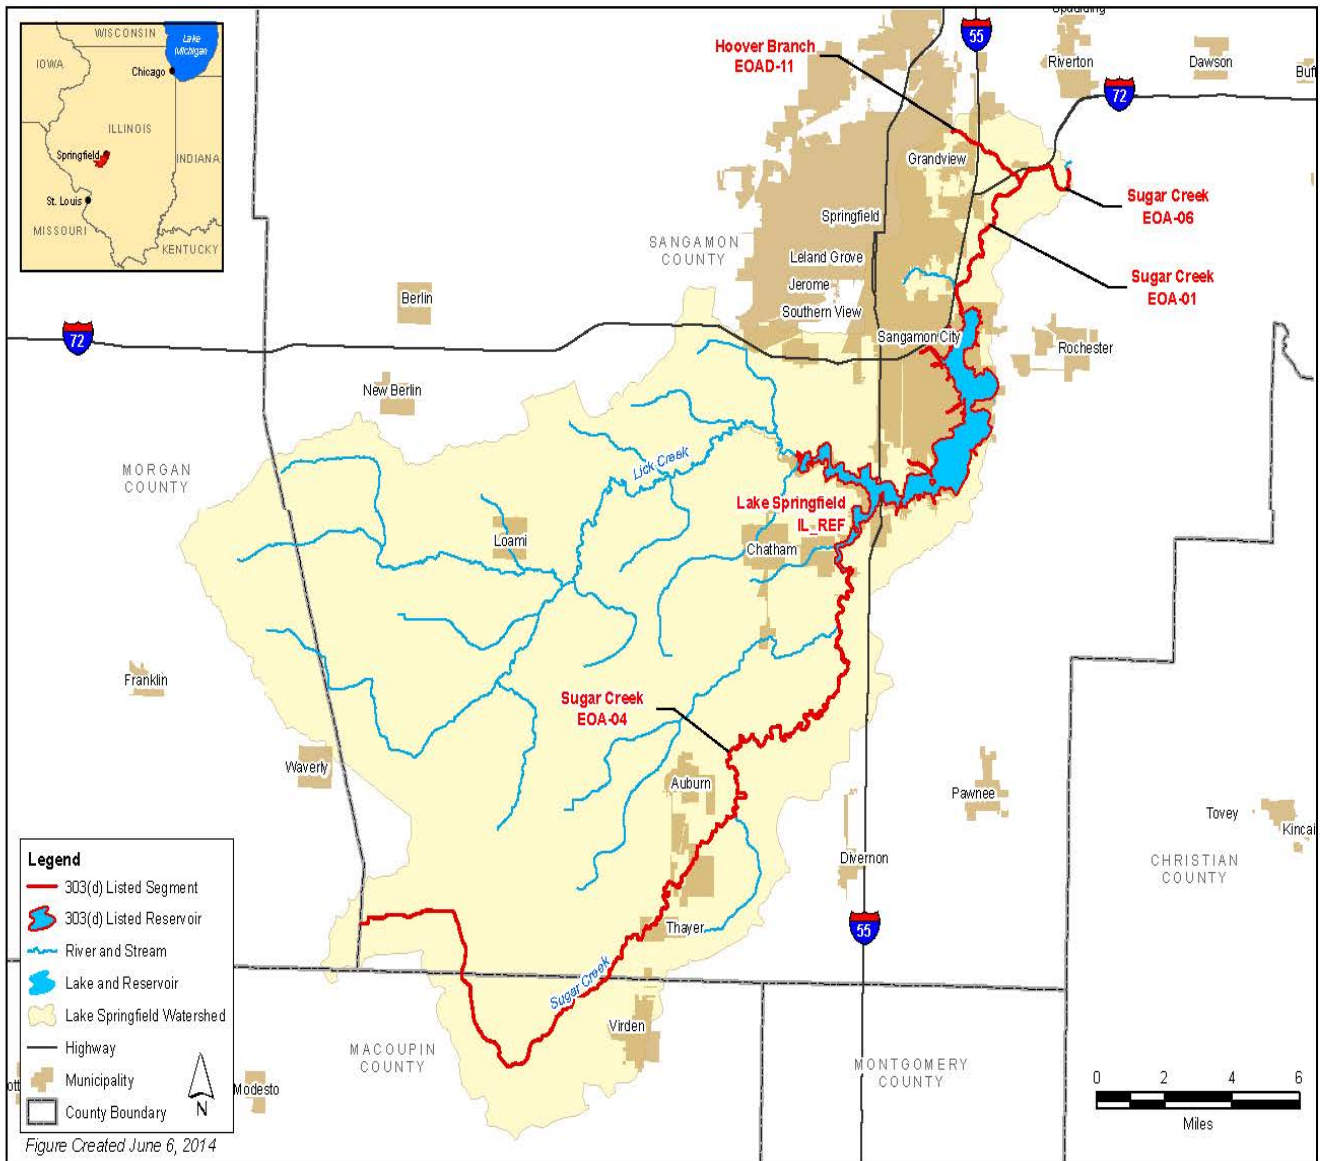 WISCONSIN
Lake
Michigan
IOWA
Chicago
ILLINOIS
Springfield
INDIANA
St. Louis
MISSOURI
KENTUCKY
Hoover Branch
EOAD-11
55
Spaulding
Riverton
Dawson
Buff
72
Grandview
Sugar Creek
EOA-06
Springfield
SANGAMON
COUNTY
Leland Grove
Jerome
Southern View
Sugar Creek
EOA-01
Berlin
72
Sangamon City
Rochester
New Berlin
MORGAN
COUNTY
Lick Creek
Lake Springfield
IL_REF
Loami
Chatham
Franklin
Sugar Creek
EOA-04
Waverly
Auburn
Pawnee
Tovey
Kincai
Divernon
CHRISTIAN
COUNTY
Thayer
55
Sugar Creek
Virden
MACOUPIN
COUNTY
MONTGOMERY
COUNTY
Modesto
Legend
303(d) Listed Segment
303(d) Listed Reservoir
River and Stream
Lake and Reservoir
Lake Springfield Watershed
Highway
Municipality
County Boundary
N
0 2 4 6
Miles
Figure Created June 6, 2014